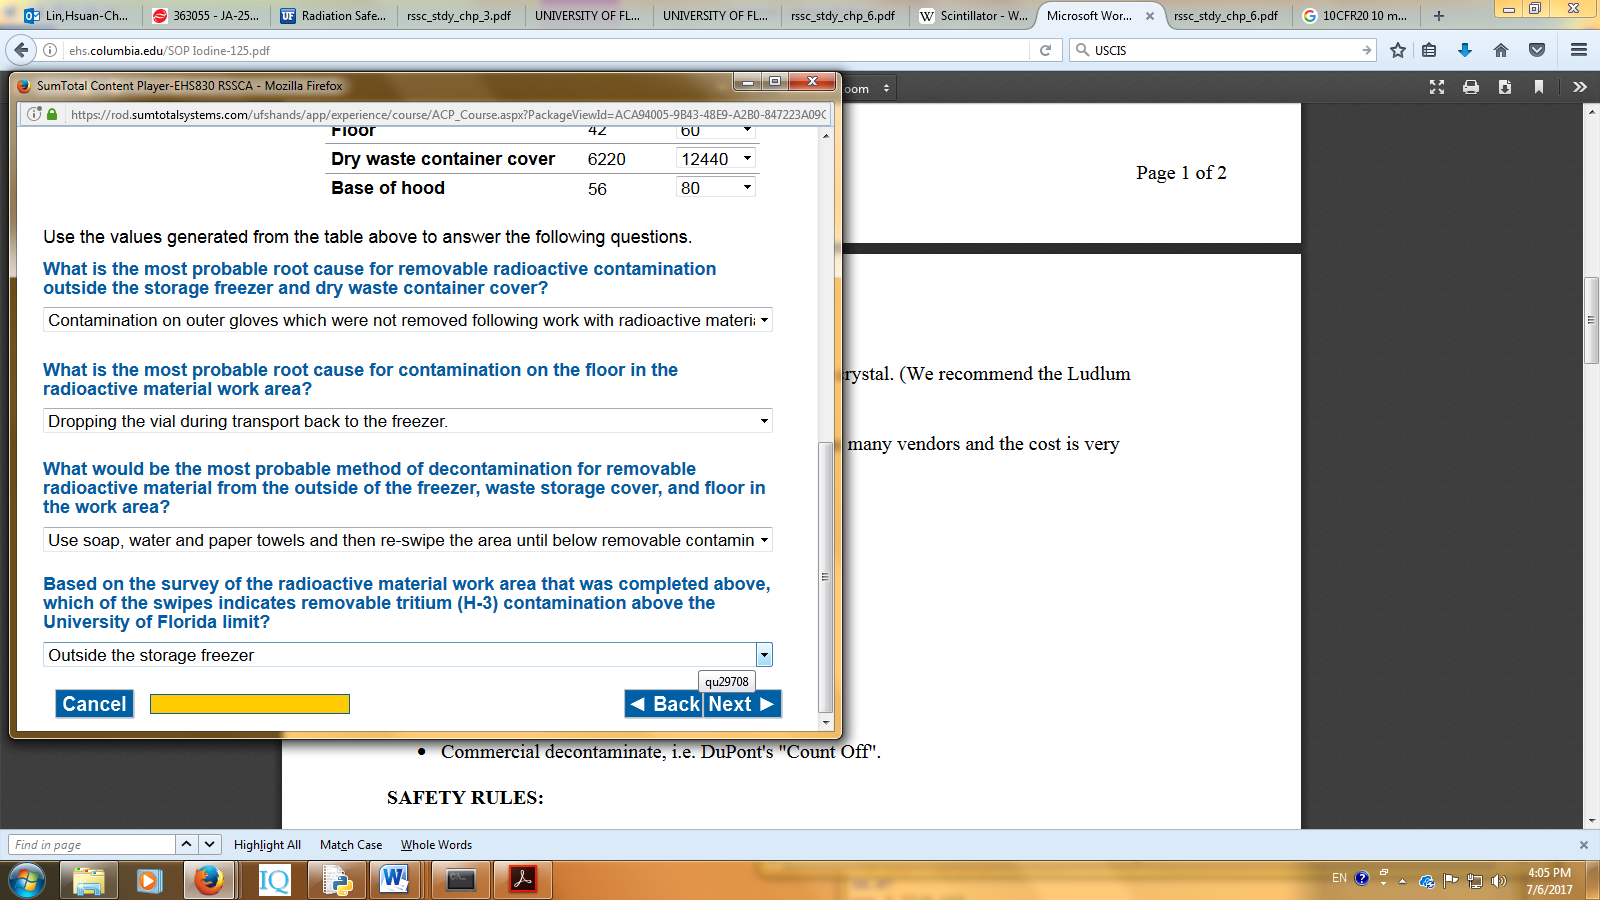 Lin,Hsuan-Ch...
363055 - JA-25...
Radiation Safe...
rssc_stdy_chp_3.pdf
UNIVERSITY OF FL...
UNIVERSITY OF FL...
rssc_stdy_chp_6.pdf
Scintillator - W...
Microsoft Wor...
rssc_stdy_chp_6.pdf
10CFR20 10 m...
ehs.columbia.edu/SOP Iodine-125.pdf
USCIS
SumTotal Content Player-EHS830 RSSCA - Mozilla Firefox
oom
https://rod.sumtotalsystems.com/ufshands/app/experience/course/ACP_Course.aspx?PackageViewId=ACA94005-9B43-48E9-A2B0-847223A09C
Floor 42 60
Dry waste container cover 6220 12440
Base of hood 56 80
Page 1 of 2
Use the values generated from the table above to answer the following questions.
What is the most probable root cause for removable radioactive contamination
outside the storage freezer and dry waste container cover?
Contamination on outer gloves which were not removed following work with radioactive materi
What is the most probable root cause for contamination on the floor in the
radioactive material work area?
Dropping the vial during transport back to the freezer.
What would be the most probable method of decontamination for removable
radioactive material from the outside of the freezer, waste storage cover, and floor in
the work area?
Use soap, water and paper towels and then re-swipe the area until below removable contamin
Based on the survey of the radioactive material work area that was completed above,
which of the swipes indicates removable tritium (H-3) contamination above the
University of Florida limit?
Outside the storage freezer
qu29708
Cancel
Back
Next
rystal. (We recommend the Ludlum
many vendors and the cost is very
• Commercial decontaminate, i.e. DuPont's "Count Off".
SAFETY RULES:
Find in page
Highlight All
Match Case
Whole Words
EN
4:05 PM
7/6/2017